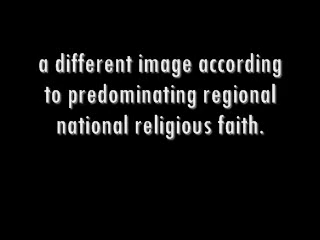 a different image according
to predominating regional
national religious faith.